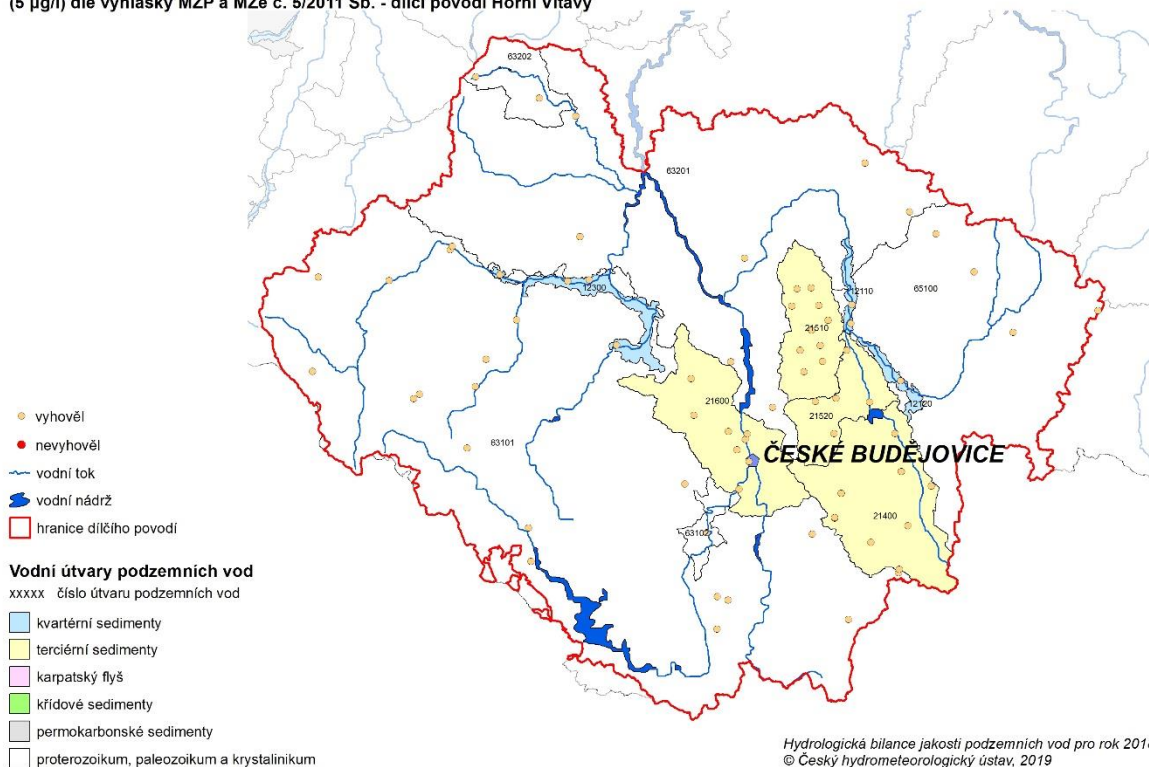 (5 µg/l) dle vyhlášky MŽP a MZe č. 5/2011 Sb. - dílčí povodí Horní Vltavy
63202
63201
12300
12110
65100
21510
12120
21600
21520
ČESKÉ BUDĚJOVICE
63101
21400
63102
vyhověl
nevyhověl
vodní tok
vodní nádrž
hranice dílčího povodí
Vodní útvary podzemních vod
xxxxx číslo útvaru podzemních vod
kvartérní sedimenty
terciérní sedimenty
karpatský flyš
křídové sedimenty
permokarbonské sedimenty
proterozoikum, paleozoikum a krystalinikum
Hydrologická bilance jakosti podzemních vod pro rok
© Český hydrometeorologický ústav, 2019